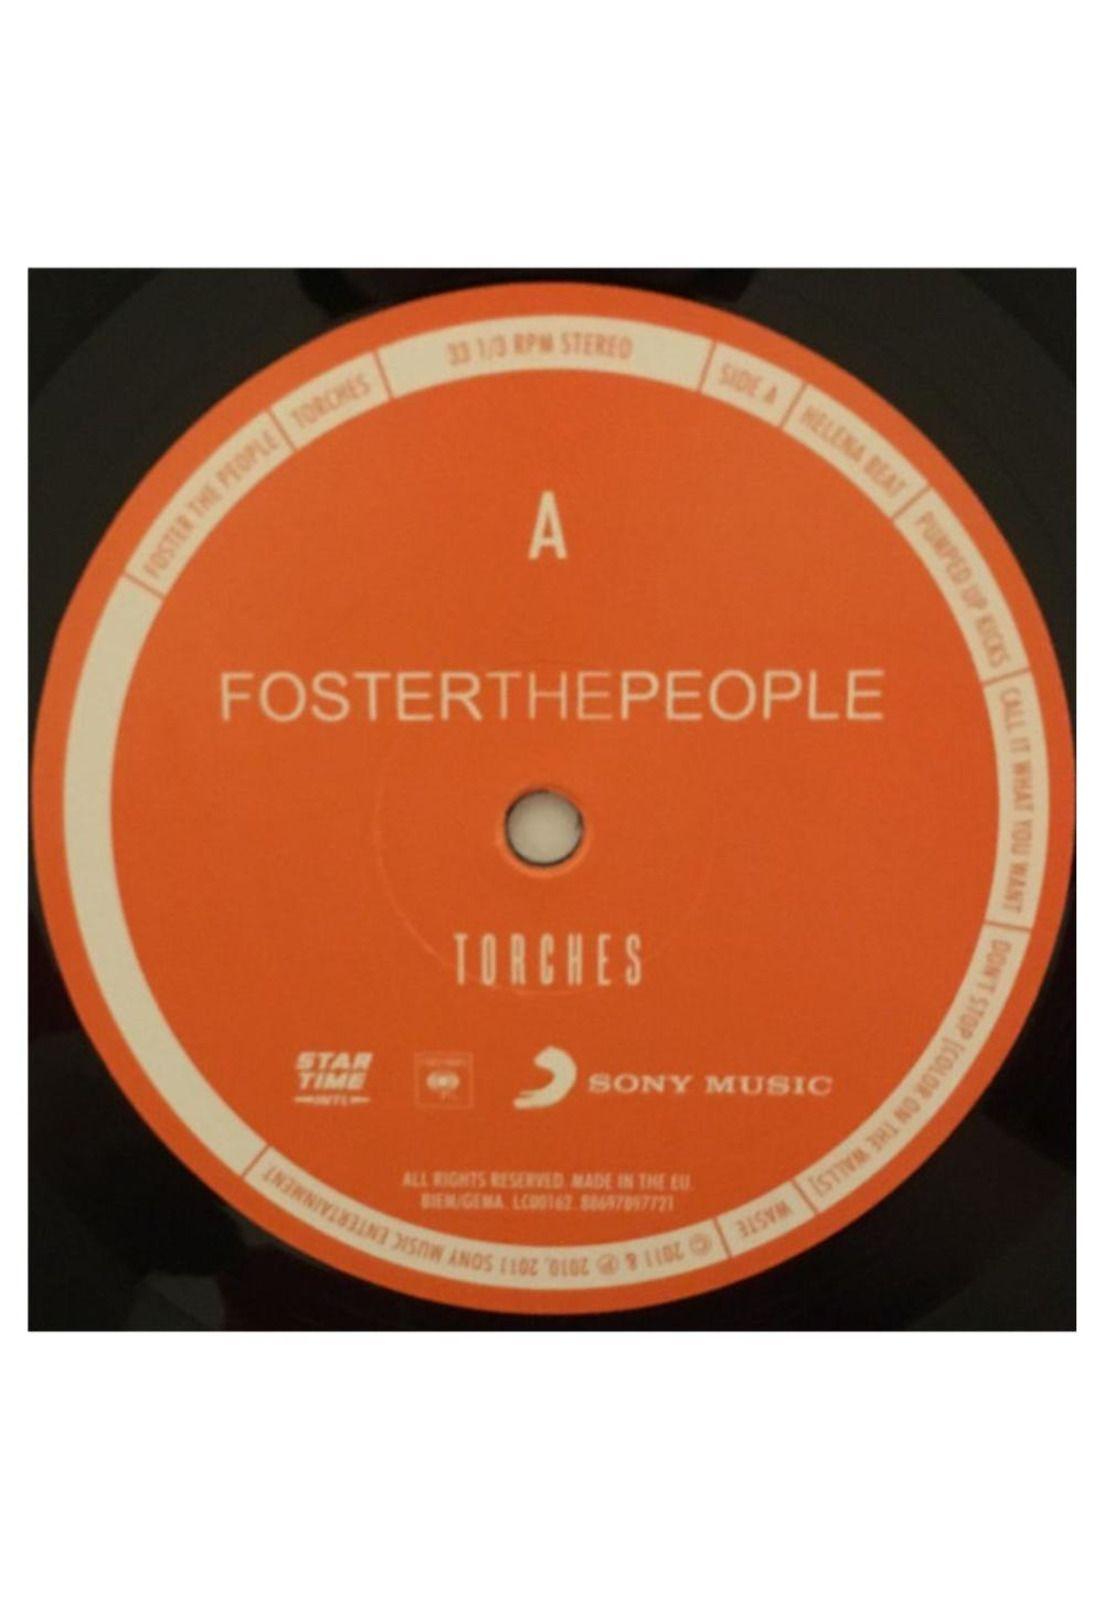 FOSTER THE PEOPLE
TORCHES
33 1/3 RPM STEREO
SIDE A
HELENA BEAT
PUMPED UP KICKS
CALL IT WHAT YOU WANT
DON'T STOP [COLOR ON THE WALLS]
WASTE
© 2011 & ℗ 2010, 2011 SONY MUSIC ENTERTAINMENT
A
FOSTERTHEPEOPLE
TORCHES
STAR
TIME
INTL
SONY MUSIC
ALL RIGHTS RESERVED. MADE IN THE EU.
BIEM/GEMA. LC00162. 88697897721